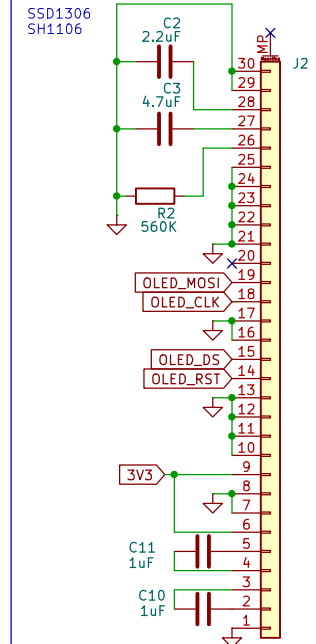 SSD1306
SH1106
C2
2.2uF
MP
J2
C3
4.7uF
R2
560K
30
29
28
27
26
25
24
23
22
21
20
OLED_MOSI 19
OLED_CLK 18
17
16
OLED_DS 15
OLED_RST 14
13
12
11
10
3V3 9
8
7
6
C11
1uF
5
4
3
C10
1uF
2
1